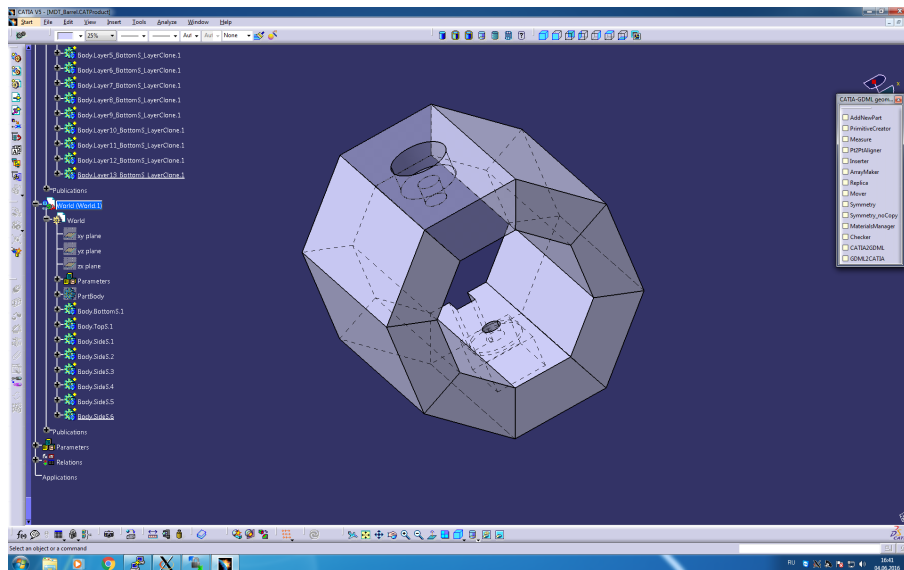 CATIA V5 - [MDT_Barrel.CATProduct]
Start File Edit View Insert Tools Analyze Window Help
25% Aut Aut None
Body.Layer5_BottomS_LayerClone.1
Body.Layer6_BottomS_LayerClone.1
Body.Layer7_BottomS_LayerClone.1
Body.Layer8_BottomS_LayerClone.1
Body.Layer9_BottomS_LayerClone.1
Body.Layer10_BottomS_LayerClone.1
Body.Layer11_BottomS_LayerClone.1
Body.Layer12_BottomS_LayerClone.1
Body.Layer13_BottomS_LayerClone.1
Publications
World (World.1)
World
xy plane
yz plane
zx plane
Parameters
PartBody
Body.BottomS.1
Body.TopS.1
Body.SideS.1
Body.SideS.2
Body.SideS.3
Body.SideS.4
Body.SideS.5
Body.SideS.6
Publications
Parameters
Relations
Applications
x
CATIA-GDML geom...
AddNewPart
PrimitiveCreator
Measure
Pt2PtAligner
Inserter
ArrayMaker
Replica
Mover
Symmetry
Symmetry_noCopy
MaterialsManager
Checker
CATIA2GDML
GDML2CATIA
Select an object or a command
RU 16:41
04.06.2016